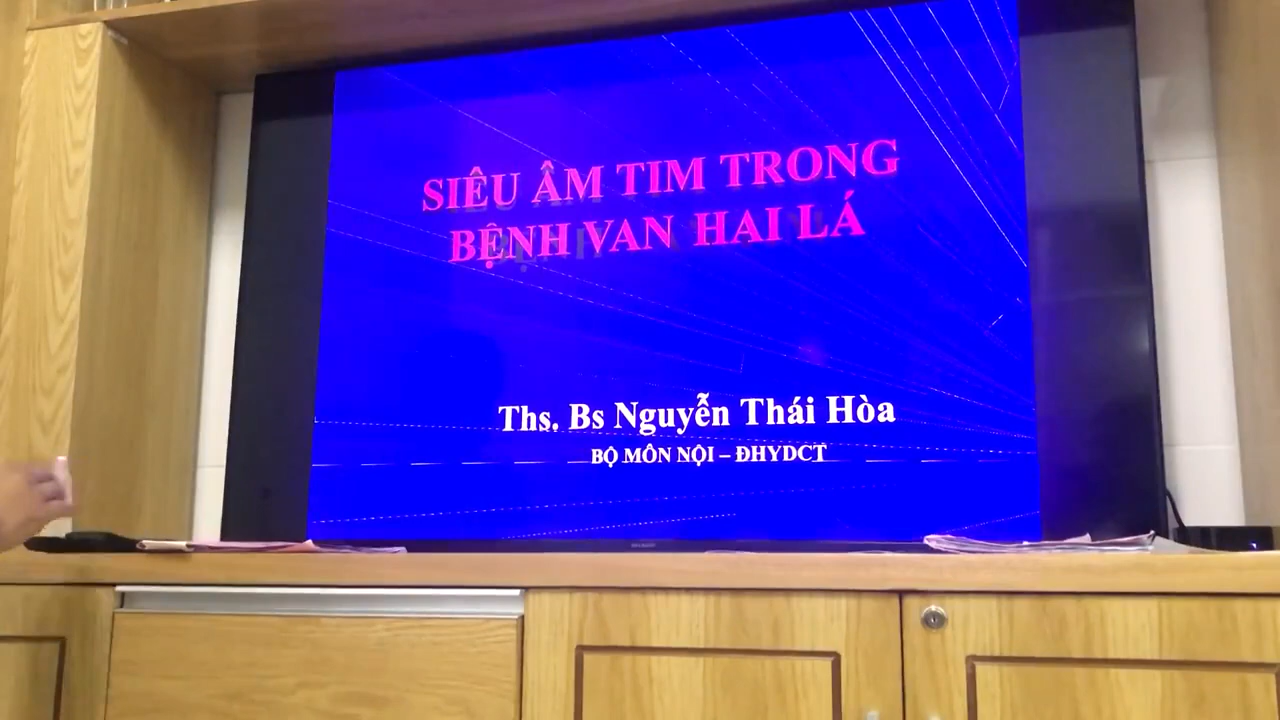 SIÊU ÂM TIM TRONG
BỆNH VAN HAI LÁ
Ths. Bs Nguyễn Thái Hòa
BỘ MÔN NỘI – ĐHYDCT